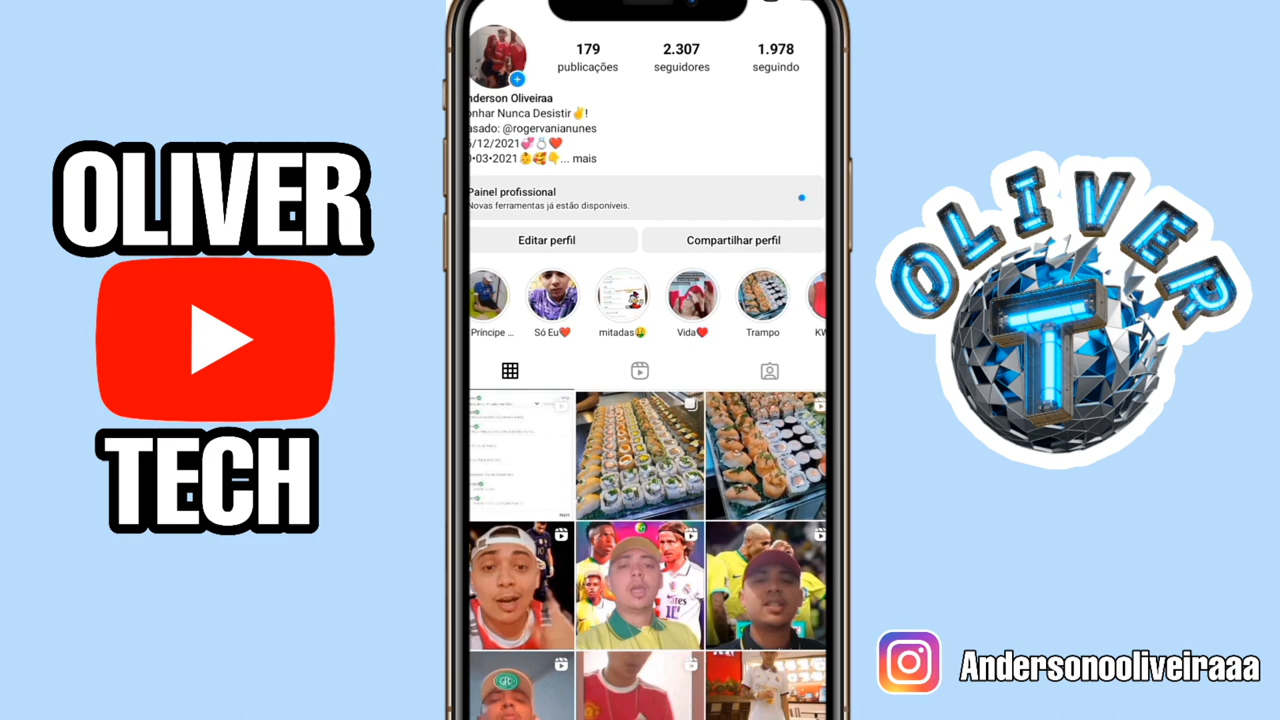 OLIVER
TECH
179
publicações
2.307
seguidores
1.978
seguindo
nderson Oliveiraa
onhar Nunca Desistir✌️!
asado: @rogervanianunes
6/12/2021💞💍❤️
0•03•2021👶🥰👇... mais
Painel profissional
Novas ferramentas já estão disponíveis.
Editar perfil
Compartilhar perfil
Príncipe ...
Só Eu❤️
mitadas🤑
Vida❤️
Trampo
KW
OLIVER
T
Andersonooliveiraaa